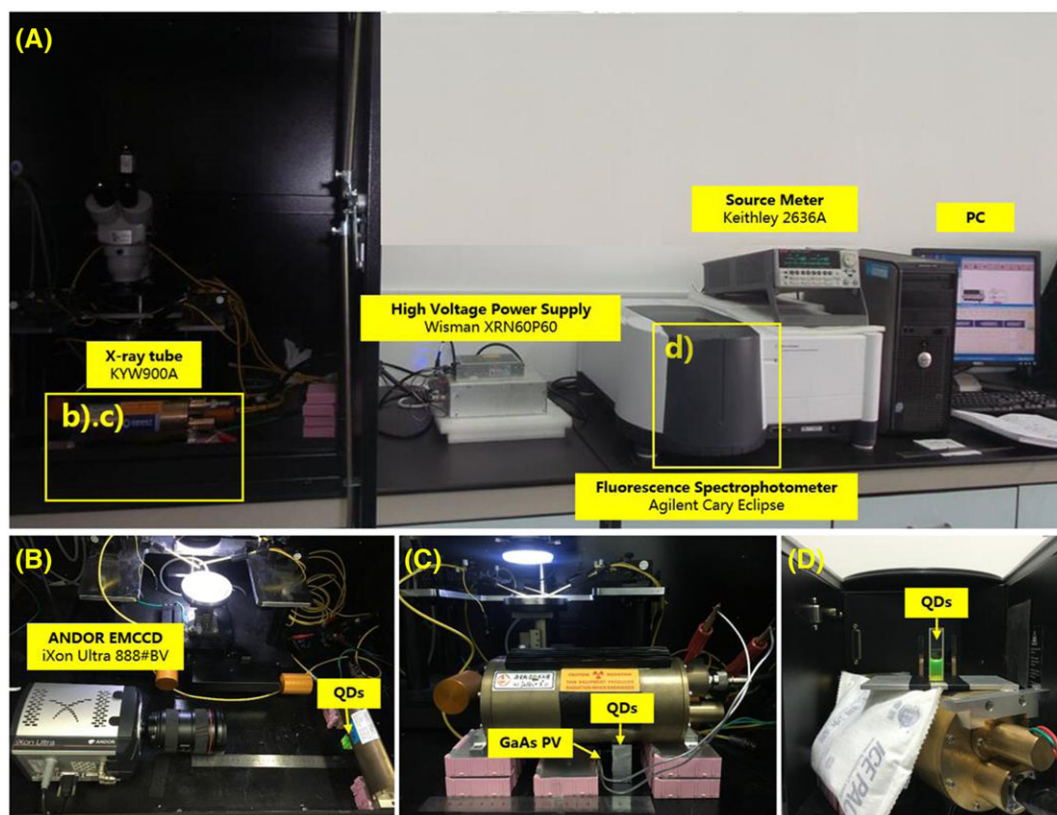 (A)
Source Meter
Keithley 2636A
PC
High Voltage Power Supply
Wisman XRN60P60
X-ray tube
KYW900A
b).c)
d)
Fluorescence Spectrophotometer
Agilent Cary Eclipse
(B)
ANDOR EMCCD
iXon Ultra 888#BV
QDs
iXon Ultra
ANDOR
(C)
QDs
GaAs PV
(D)
QDs
ICE PAC